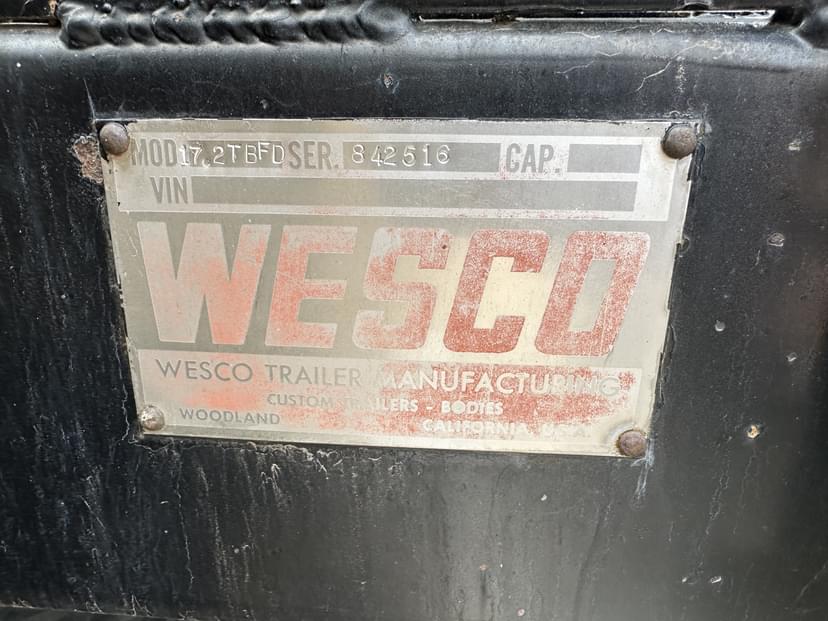 MOD 17.2TBFD SER. 842516 CAP.
VIN
WESCO
WESCO TRAILER MANUFACTURING
CUSTOM TRAILERS - BODIES
WOODLAND CALIFORNIA, U.S.A.